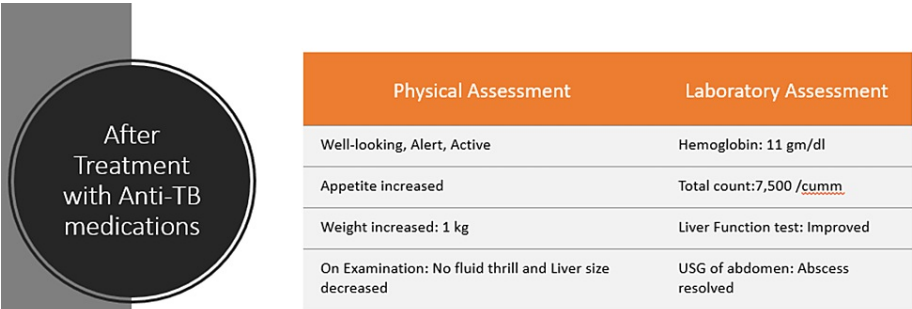 After
Treatment
with Anti-TB
medications
Physical Assessment
Laboratory Assessment
Well-looking, Alert, Active
Hemoglobin: 11 gm/dl
Appetite increased
Total count:7,500 /cumm
Weight increased: 1 kg
Liver Function test: Improved
On Examination: No fluid thrill and Liver size
decreased
USG of abdomen: Abscess
resolved